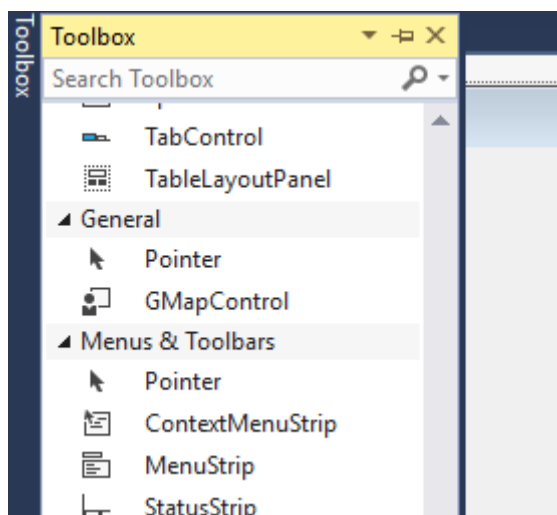 Toolbox
Toolbox
Search Toolbox
TabControl
TableLayoutPanel
General
Pointer
GMapControl
Menus & Toolbars
Pointer
ContextMenuStrip
MenuStrip
StatusStrip